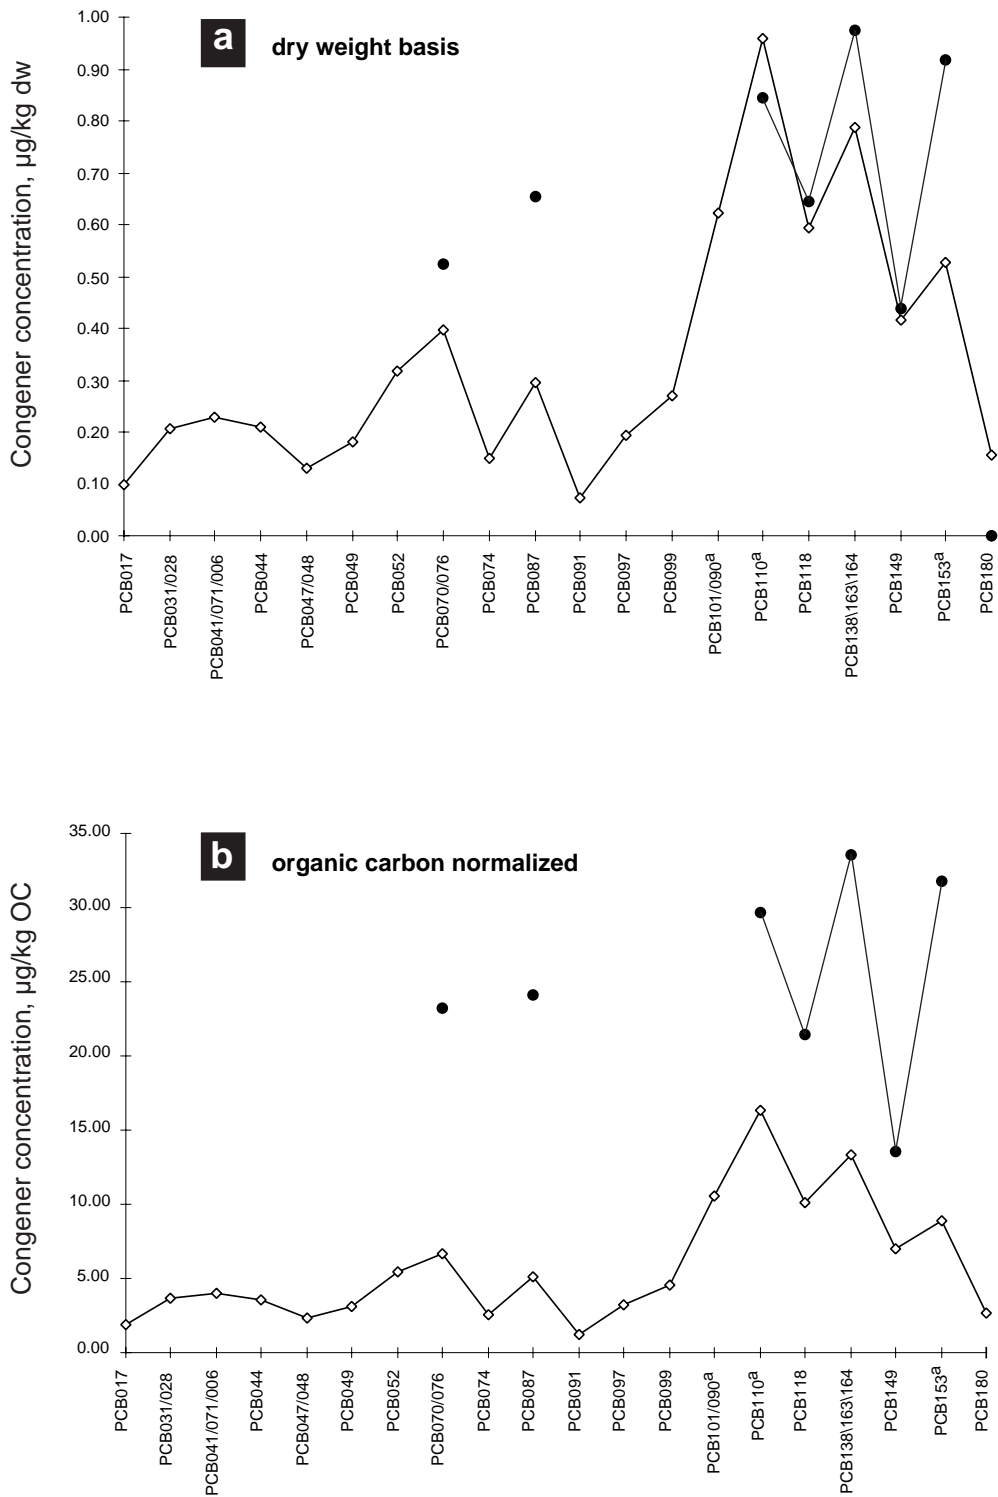 a dry weight basis
Congener concentration, µg/kg dw
1.00
0.90
0.80
0.70
0.60
0.50
0.40
0.30
0.20
0.10
0.00
PCB017
PCB031/028
PCB041/071/006
PCB044
PCB047/048
PCB049
PCB052
PCB070/076
PCB074
PCB087
PCB091
PCB097
PCB099
PCB101/090ª
PCB110ª
PCB118
PCB138\163\164
PCB149
PCB153ª
PCB180
b organic carbon normalized
Congener concentration, µg/kg OC
35.00
30.00
25.00
20.00
15.00
10.00
5.00
0.00
PCB017
PCB031/028
PCB041/071/006
PCB044
PCB047/048
PCB049
PCB052
PCB070/076
PCB074
PCB087
PCB091
PCB097
PCB099
PCB101/090ª
PCB110ª
PCB118
PCB138\163\164
PCB149
PCB153ª
PCB180